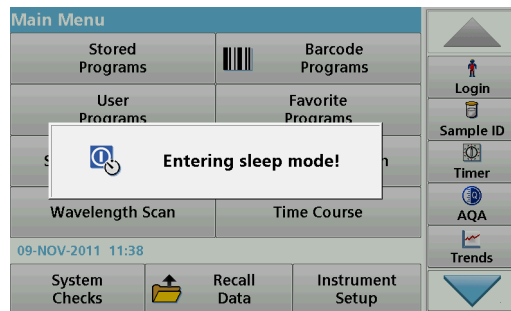 Main Menu
Stored
Programs
Barcode
Programs
User
Programs
Favorite
Programs
Entering sleep mode!
Wavelength Scan
Time Course
09-NOV-2011 11:38
System
Checks
Recall
Data
Instrument
Setup
Login
Sample ID
Timer
AQA
Trends